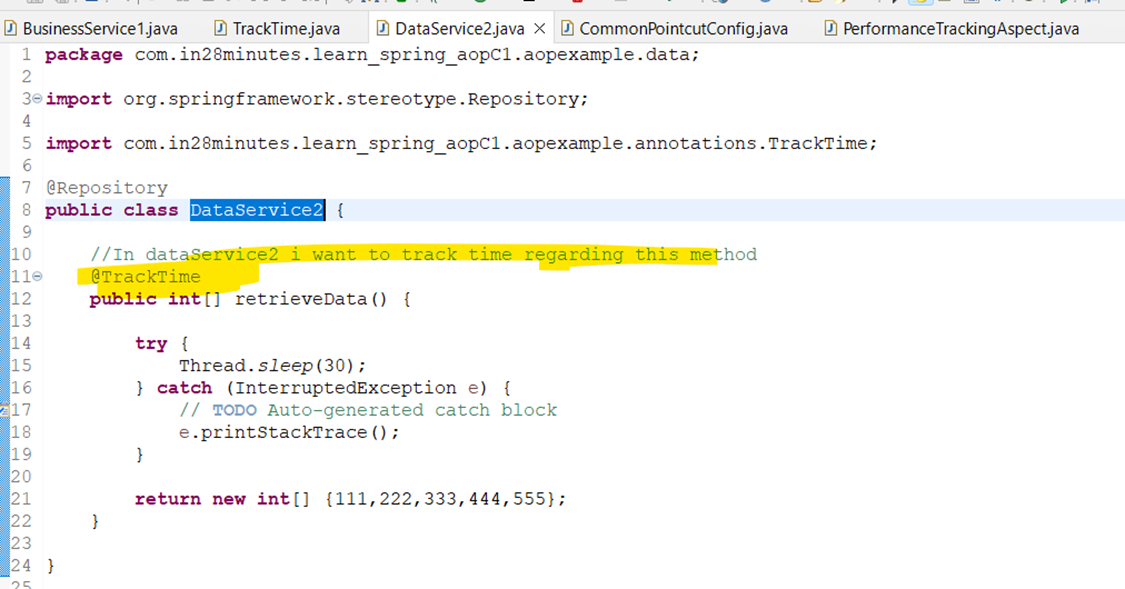 BusinessService1.java TrackTime.java DataService2.java CommonPointcutConfig.java PerformanceTrackingAspect.java
1 package com.in28minutes.learn_spring_aopC1.aopexample.data;
2
3 import org.springframework.stereotype.Repository;
4
5 import com.in28minutes.learn_spring_aopC1.aopexample.annotations.TrackTime;
6
7 @Repository
8 public class DataService2 {
9
10 //In dataService2 i want to track time regarding this method
11 @TrackTime
12 public int[] retrieveData() {
13
14 try {
15 Thread.sleep(30);
16 } catch (InterruptedException e) {
17 // TODO Auto-generated catch block
18 e.printStackTrace();
19 }
20
21 return new int[] {111,222,333,444,555};
22 }
23
24 }
25